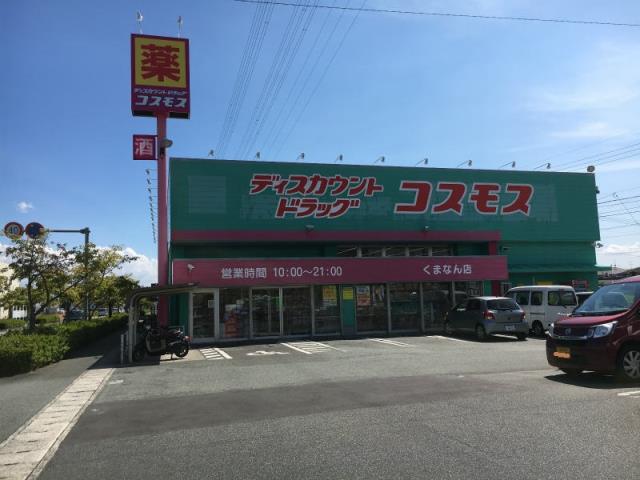 薬
ディスカウントドラッグ
コスモス
酒
ディスカウント
ドラッグ
コスモス
営業時間 10:00〜21:00
くまなん店
40